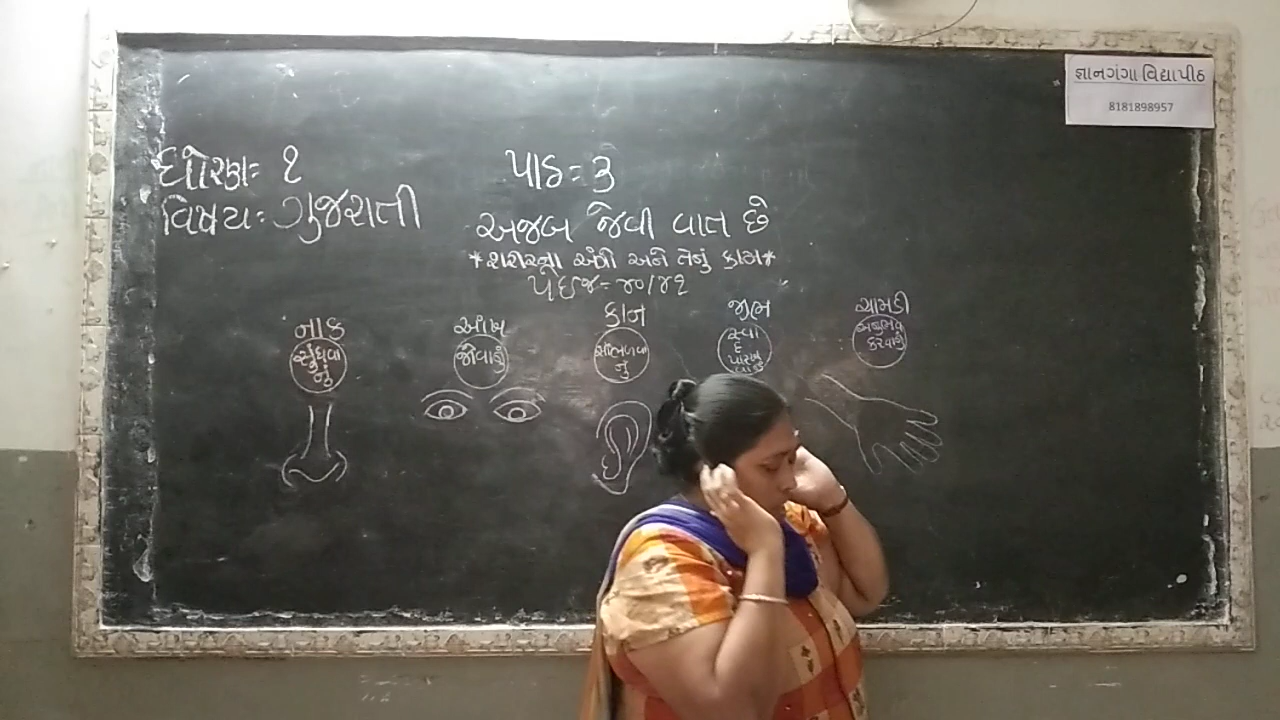 જ્ઞાનગંગા વિદ્યાપીઠ
8181898957
ધોરણ= ૧
વિષય: ગુજરાતી
પાઠ= ૩
અજબ જેવી વાત છે
*શરીરના અંગો અને તેનું કામ*
પેઈજ= ૪૦/૪૧
નાક
સુંઘવા
નું
આંખ
જોવાનું
કાન
સાંભળવા
નું
જીભ
સ્વા
દ
પારખ
વાનું
ચામડી
અનુભવ
કરવાનું